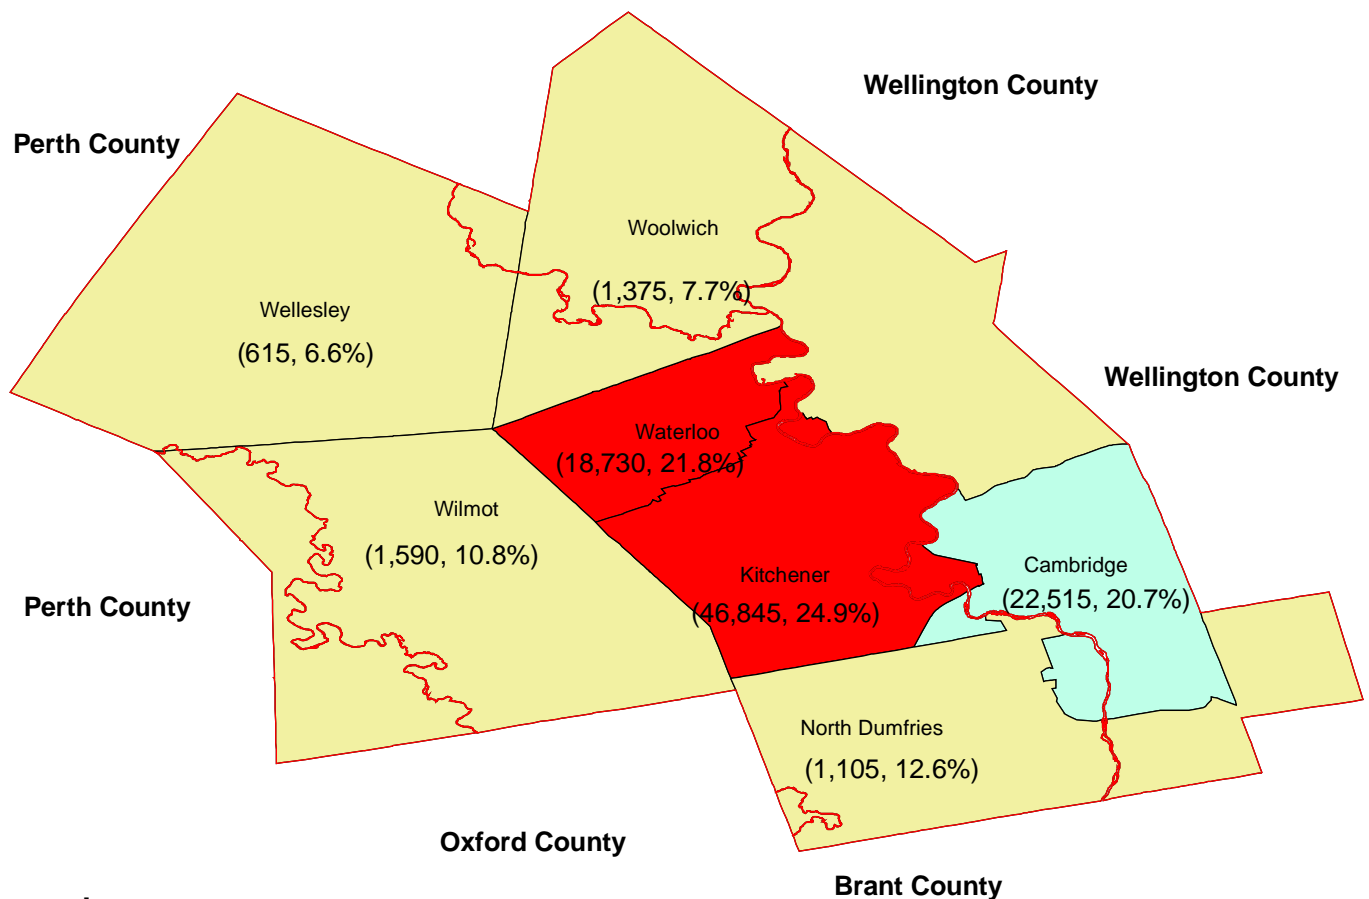 Wellington County
Perth County
Woolwich
(1,375, 7.7%)
Wellesley
(615, 6.6%)
Wellington County
Waterloo
(18,730, 21.8%)
Wilmot
(1,590, 10.8%)
Kitchener
(46,845, 24.9%)
Cambridge
(22,515, 20.7%)
Perth County
North Dumfries
(1,105, 12.6%)
Oxford County
Brant County